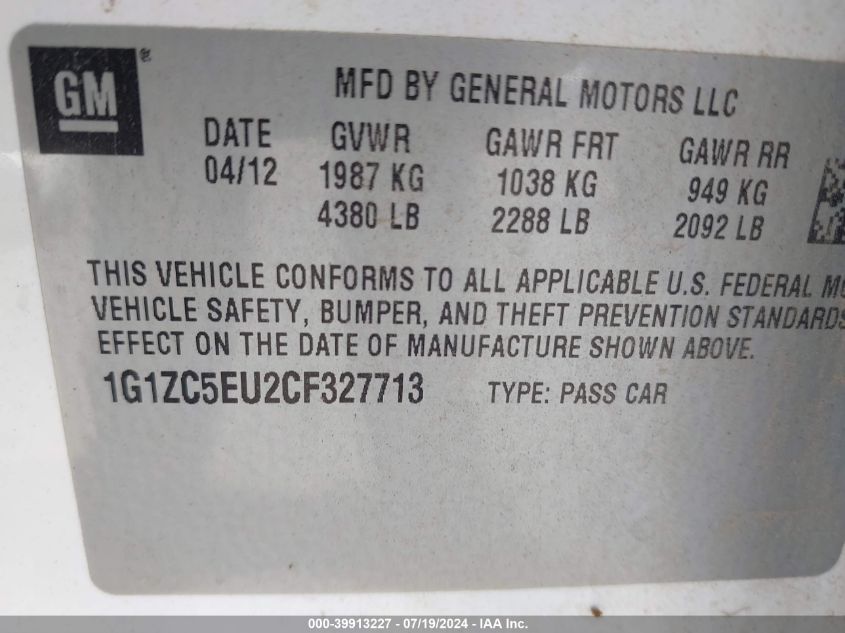 GM®
MFD BY GENERAL MOTORS LLC
DATE GVWR GAWR FRT GAWR RR
04/12 1987 KG 1038 KG 949 KG
4380 LB 2288 LB 2092 LB
THIS VEHICLE CONFORMS TO ALL APPLICABLE U.S. FEDERAL
VEHICLE SAFETY, BUMPER, AND THEFT PREVENTION STANDARDS
EFFECT ON THE DATE OF MANUFACTURE SHOWN ABOVE.
1G1ZC5EU2CF327713 TYPE: PASS CAR
000-39913227 - 07/19/2024 - IAA Inc.